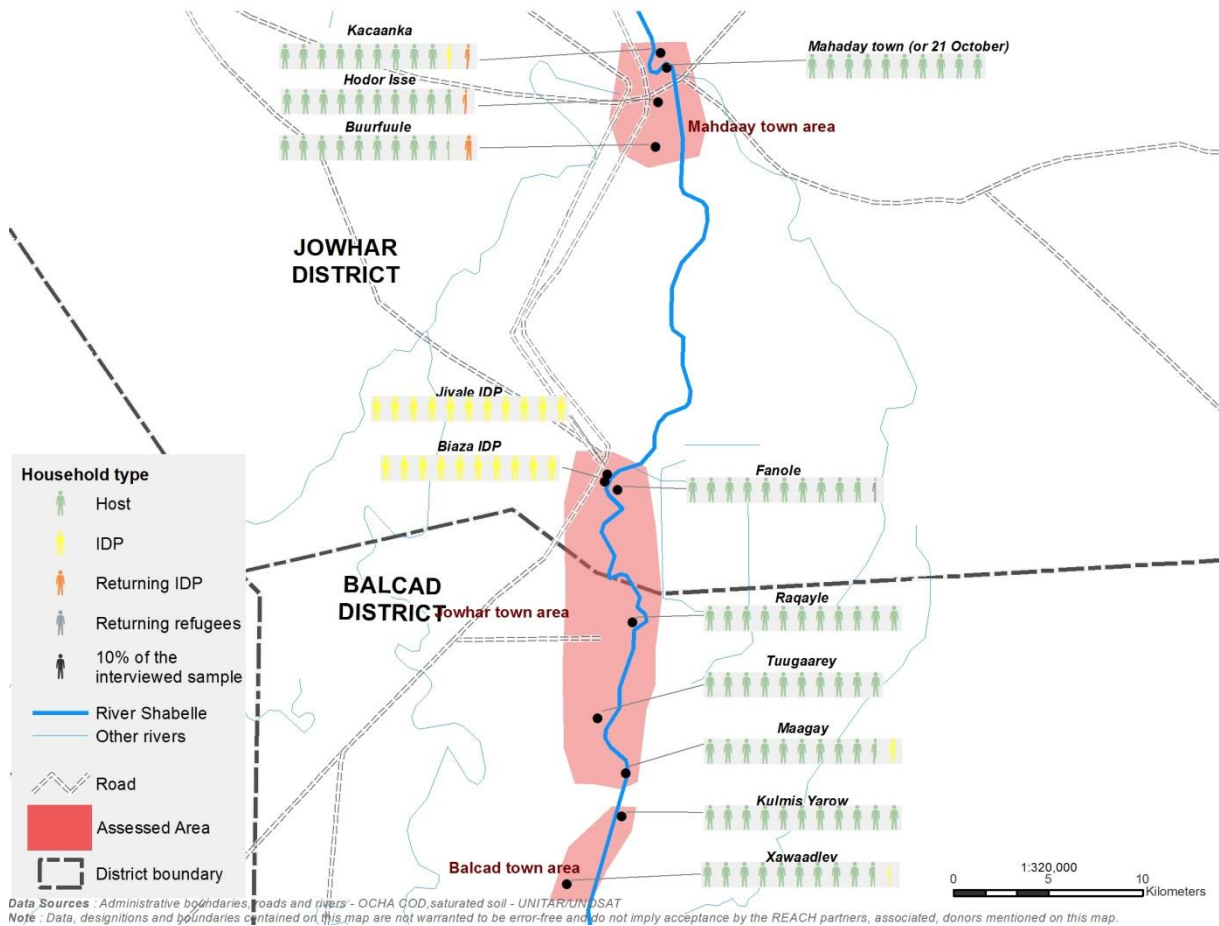 Kacaanka
Mahaday town (or 21 October)
Hodor Isse
Buurfuule
Mahdaay town area
JOWHAR
DISTRICT
Jivale IDP
Biaza IDP
Fanole
BALCAD
DISTRICT
Jowhar town area
Raqayle
Tuugaarey
Maagay
Kulmis Yarow
Balcad town area
Xawaadley
Household type
Host
IDP
Returning IDP
Returning refugees
10% of the
interviewed sample
River Shabelle
Other rivers
Road
Assessed Area
District boundary
1:320,000
0 5 10
Kilometers
Data Sources : Administrative boundaries, roads and rivers - OCHA COD,saturated soil - UNITAR/UNOSAT
Note : Data, designitions and boundaries contained on this map are not warranted to be error-free and do not imply acceptance by the REACH partners, associated, donors mentioned on this map.